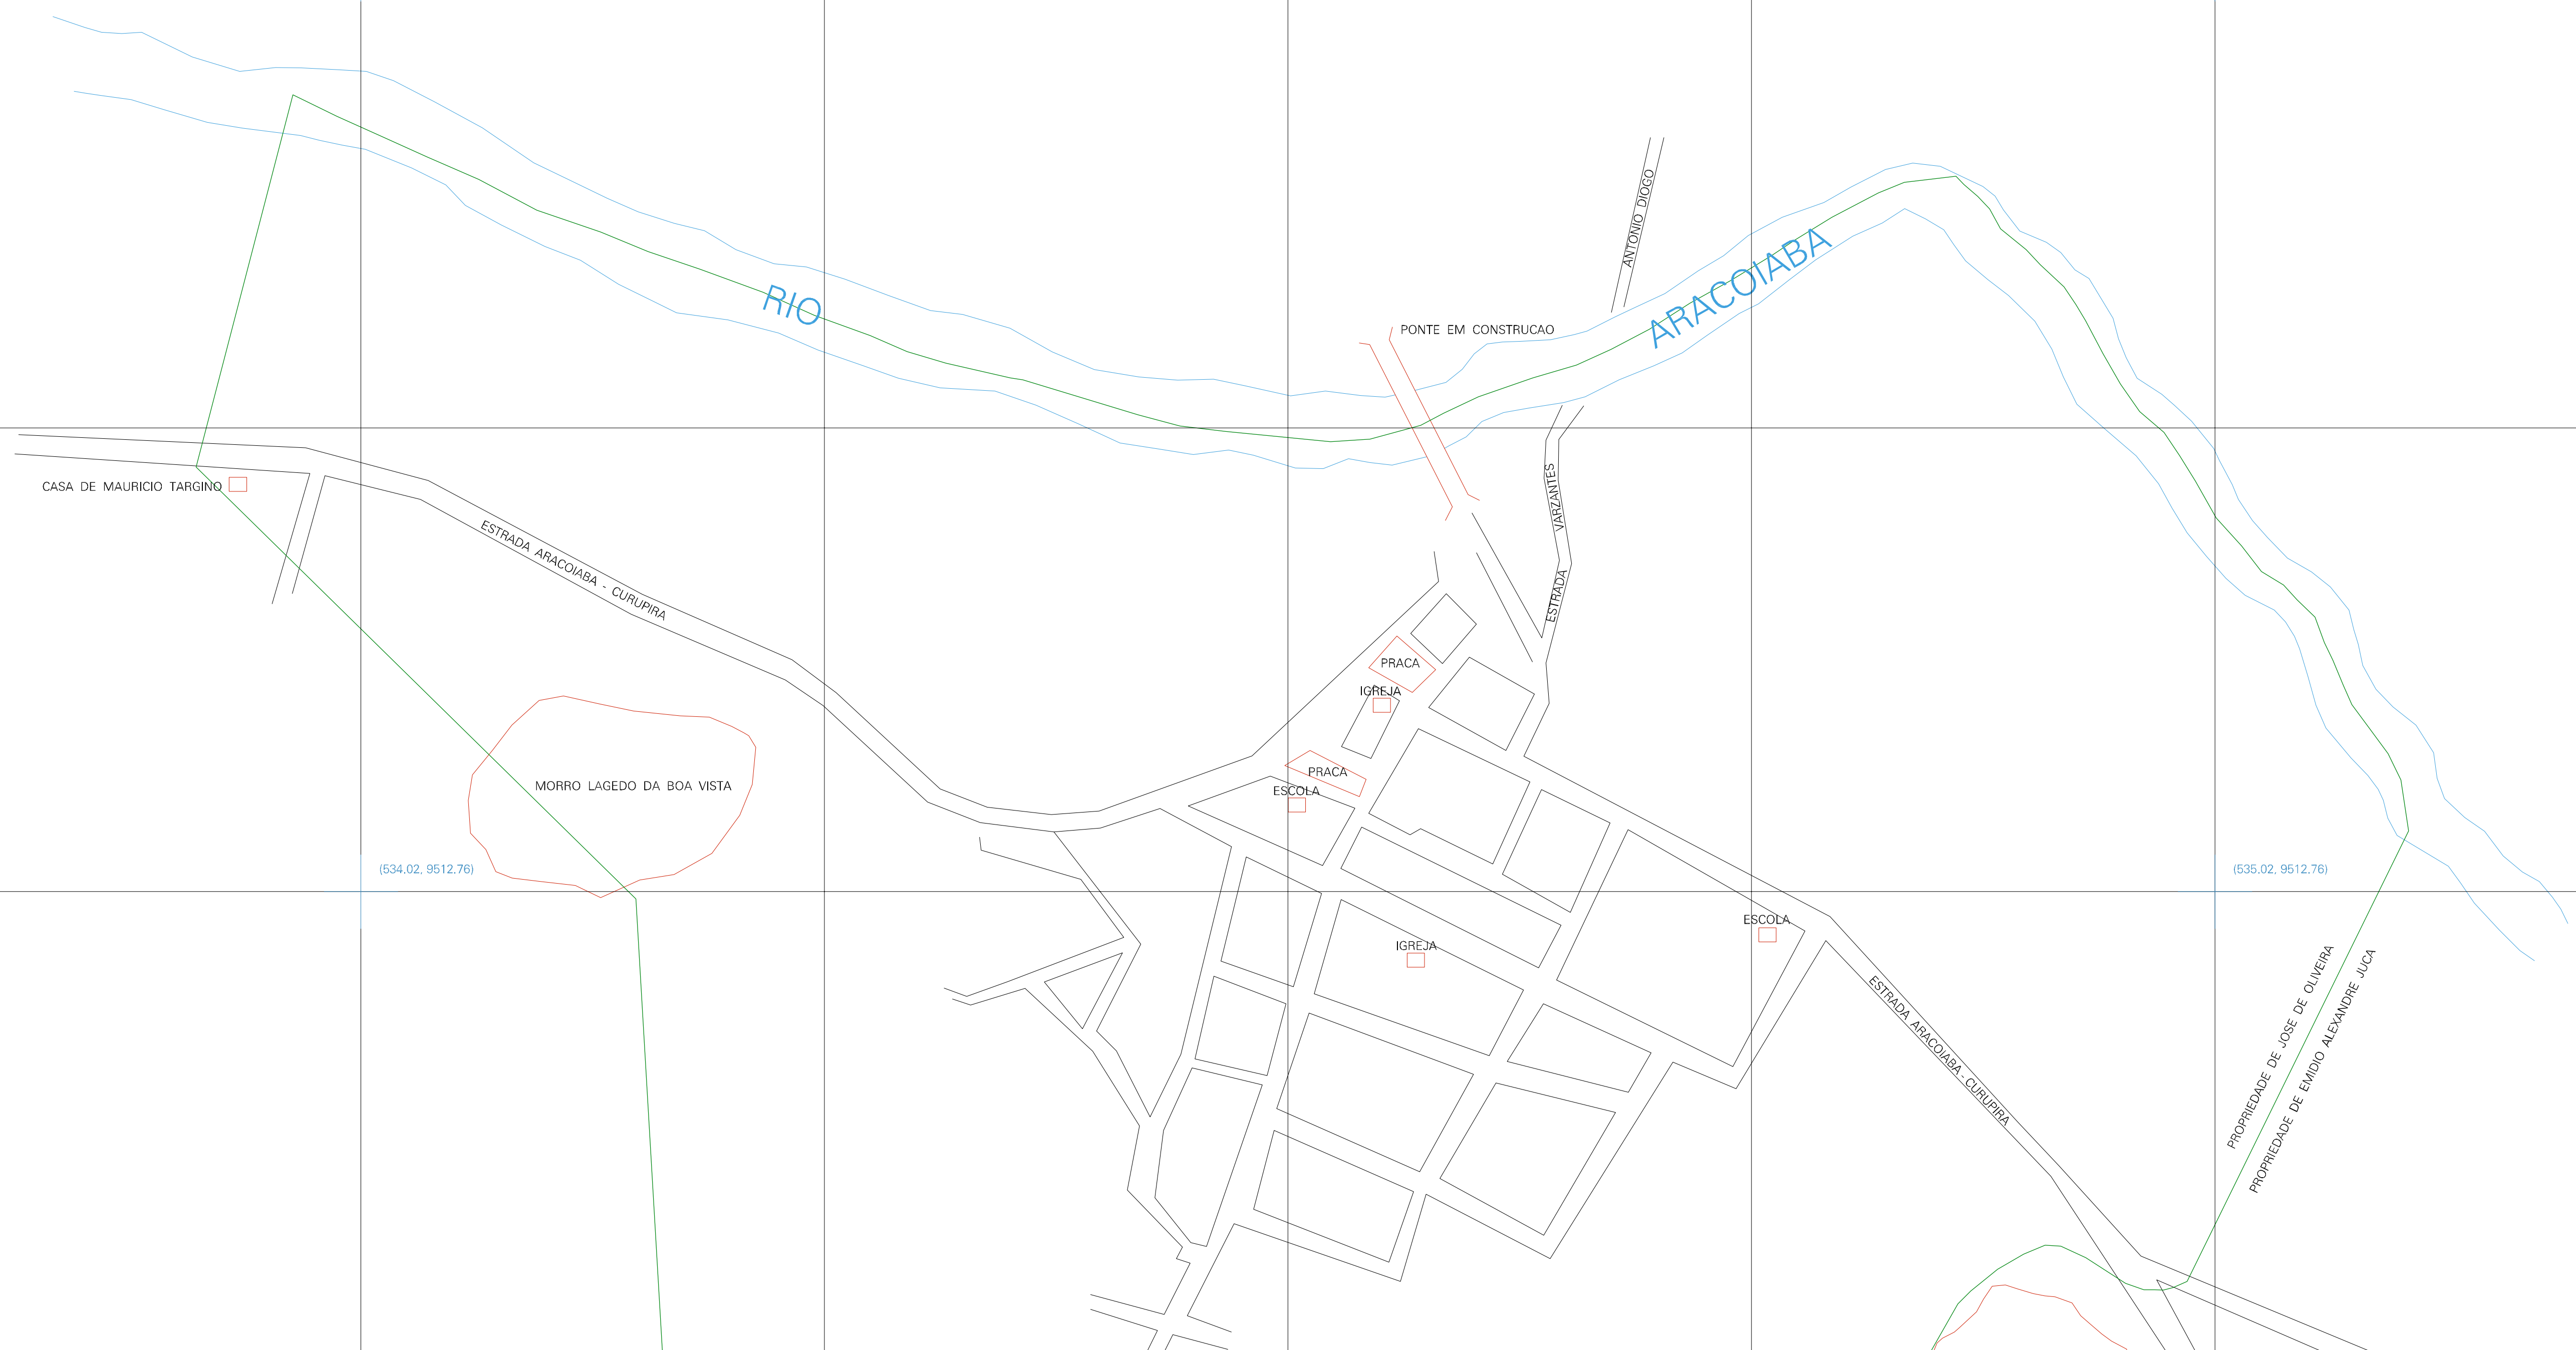 ANTONIO DIOGO
RIO
ARACOIABA
PONTE EM CONSTRUCAO
CASA DE MAURICIO TARGINO
ESTRADA ARACOIABA - CURUPIRA
ESTRADA VARZANTES
PRACA
IGREJA
PRACA
ESCOLA
MORRO LAGEDO DA BOA VISTA
(534.02, 9512.76)
(535.02, 9512.76)
ESCOLA
IGREJA
ESTRADA ARACOIABA - CURUPIRA
PROPRIEDADE DE JOSE DE OLIVEIRA
PROPRIEDADE DE EMIDIO ALEXANDRE JUCA